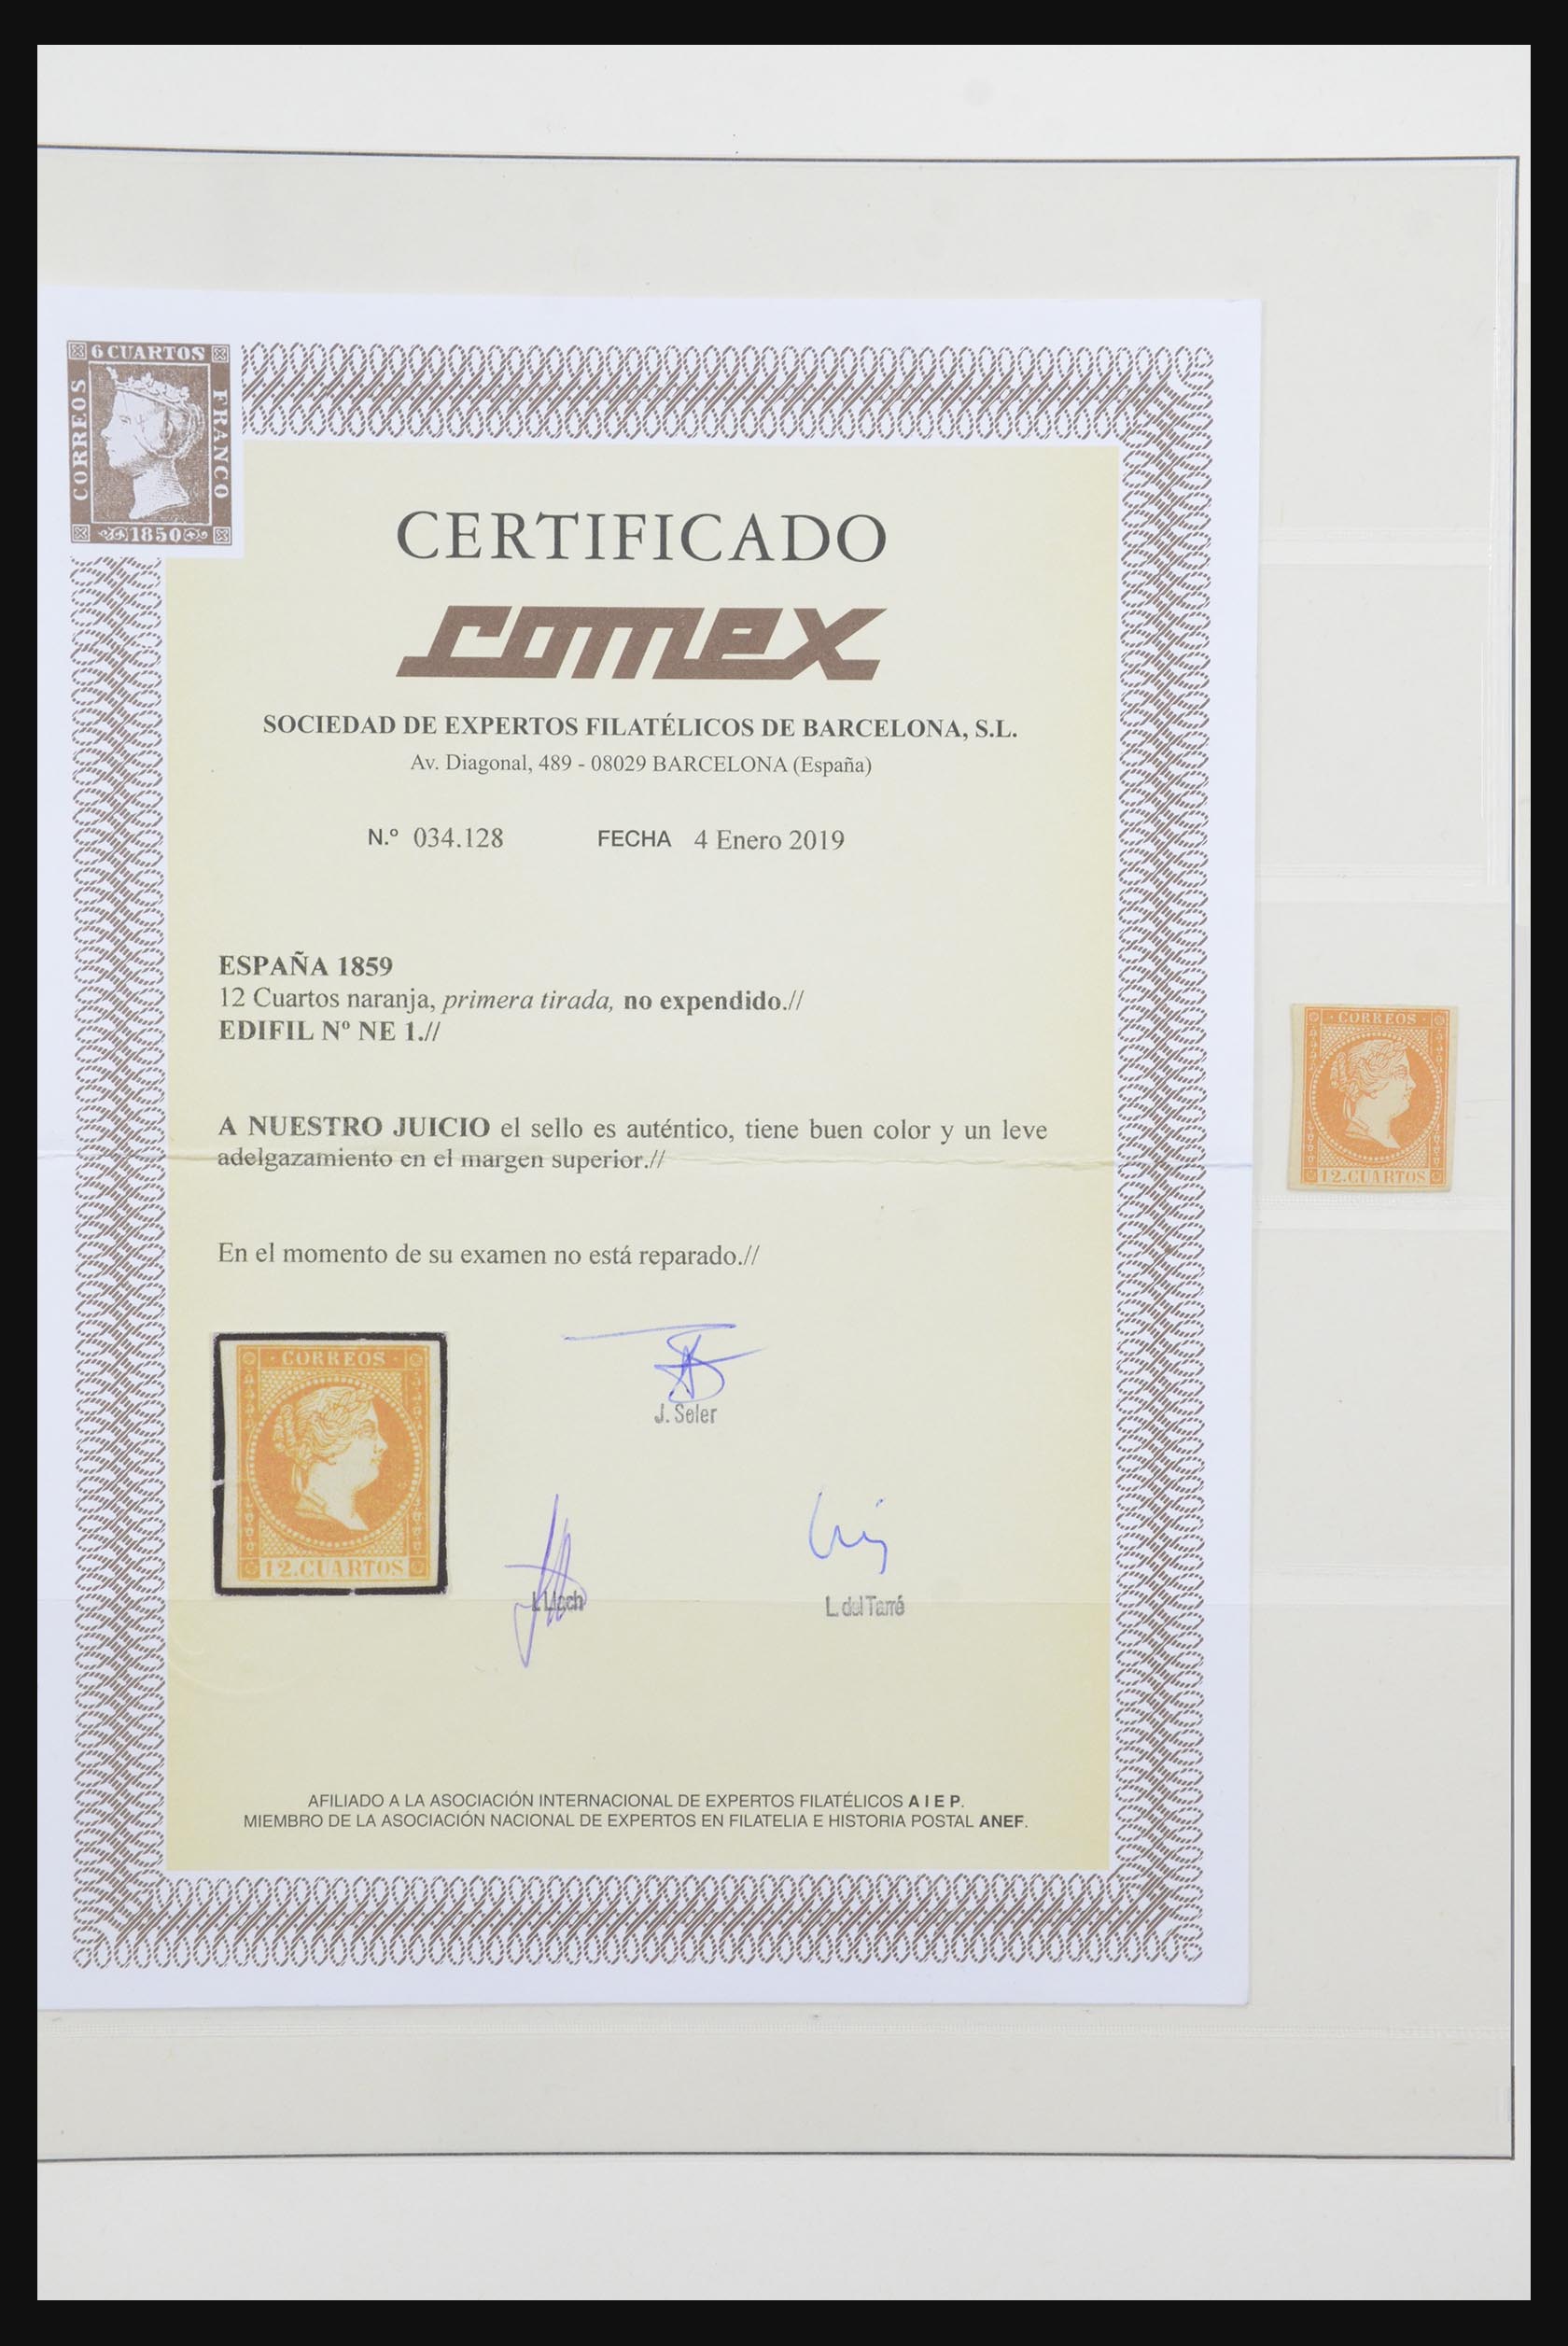 6 CUARTOS
CORREOS
FRANCO
1850
CERTIFICADO
comex
SOCIEDAD DE EXPERTOS FILATÉLICOS DE BARCELONA, S.L.
Av. Diagonal, 489 - 08029 BARCELONA (España)
N.º 034.128 FECHA 4 Enero 2019
ESPAÑA 1859
12 Cuartos naranja, primera tirada, no expendido.//
EDIFIL Nº NE 1.//
A NUESTRO JUICIO el sello es auténtico, tiene buen color y un leve
adelgazamiento en el margen superior.//
En el momento de su examen no está reparado.//
· CORREOS ·
12.CUARTOS
J. Seler
L. del Tarré
AFILIADO A LA ASOCIACIÓN INTERNACIONAL DE EXPERTOS FILATÉLICOS A I E P.
MIEMBRO DE LA ASOCIACIÓN NACIONAL DE EXPERTOS EN FILATELIA E HISTORIA POSTAL ANEF.
· CORREOS ·
12.CUARTOS